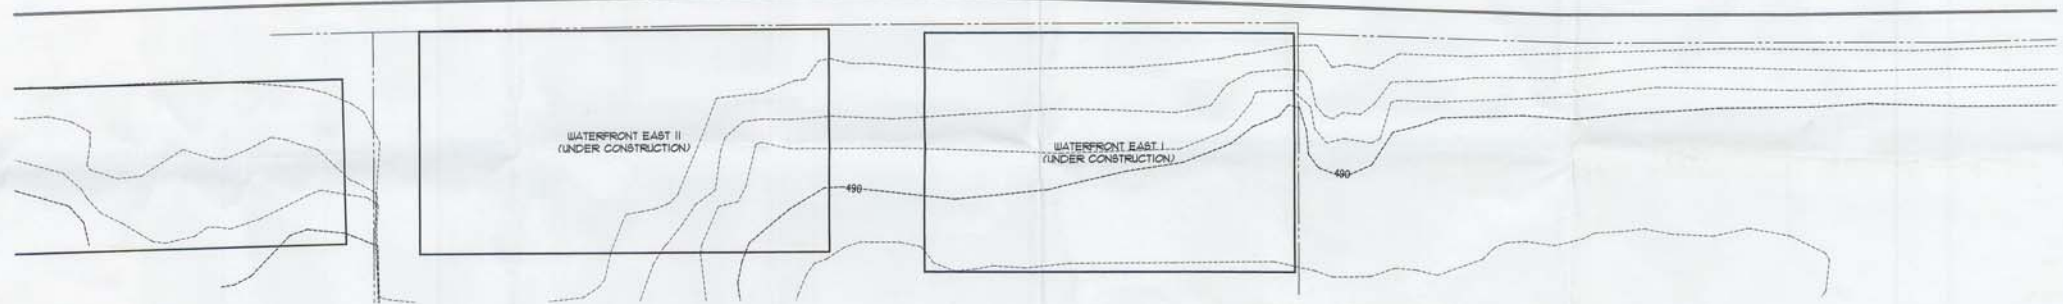 WATERFRONT EAST II
(UNDER CONSTRUCTION)
WATERFRONT EAST I
(UNDER CONSTRUCTION)
490
490